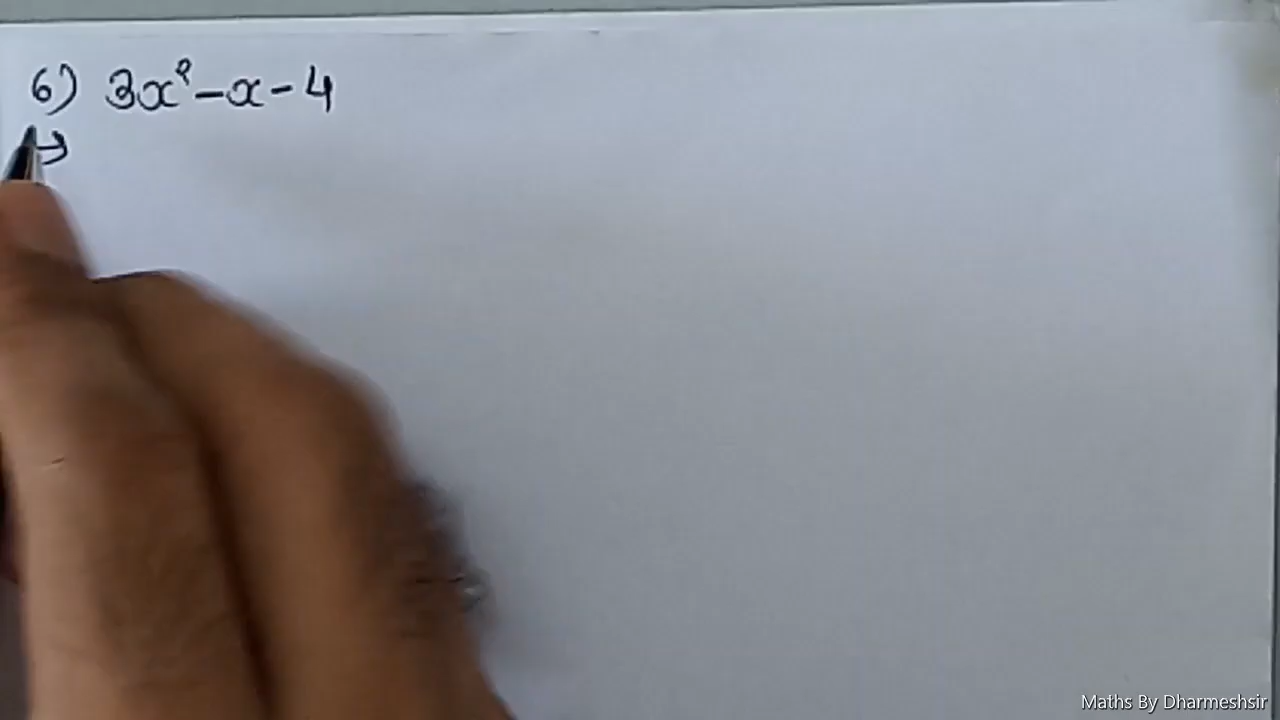 6) 3x² - x - 4
→
Maths By Dharmeshsir